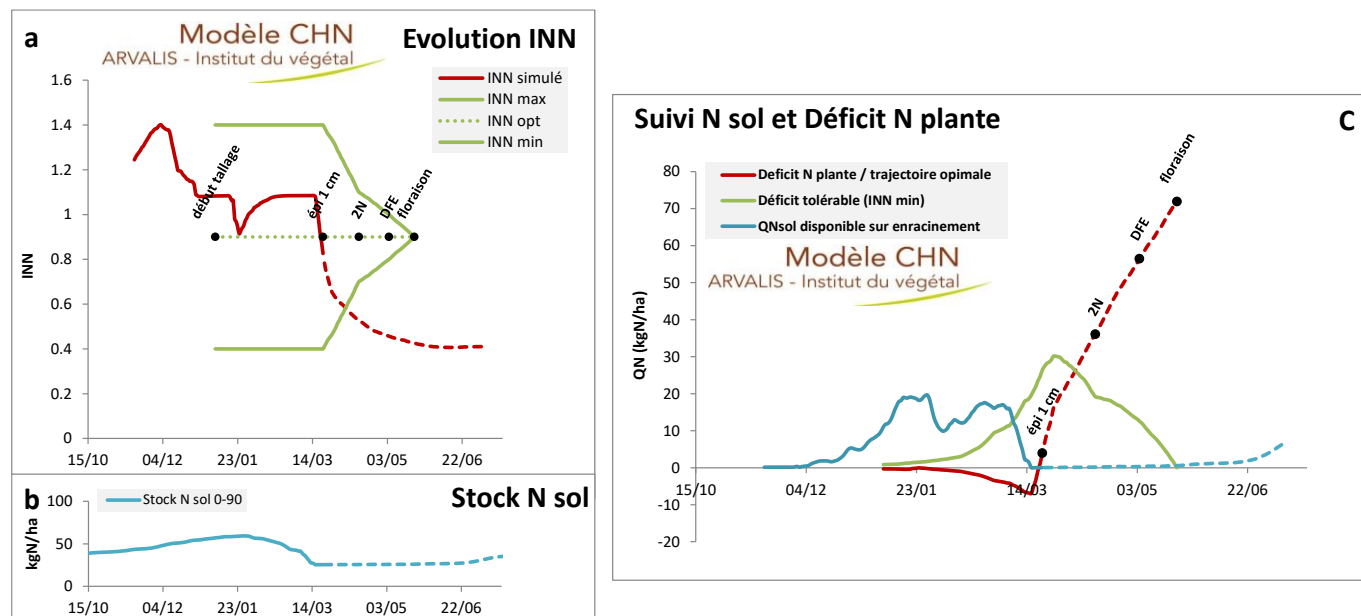 a
Modèle CHN
ARVALIS - Institut du végétal
Evolution INN
INN simulé
INN max
INN opt
INN min
1.6
1.4
1.2
1
0.8
0.6
0.4
0.2
0
INN
début tallage
épi 1 cm
2N
DFE
floraison
15/10
04/12
23/01
14/03
03/05
22/06
b
Stock N sol 0-90
Stock N sol
100
50
0
kgN/ha
15/10
04/12
23/01
14/03
03/05
22/06
Suivi N sol et Déficit N plante
C
Deficit N plante / trajectoire opimale
Déficit tolérable (INN min)
QNsol disponible sur enracinement
Modèle CHN
ARVALIS - Institut du végétal
80
70
60
50
40
30
20
10
0
-10
-20
QN (kgN/ha)
épi 1 cm
2N
DFE
floraison
15/10
04/12
23/01
14/03
03/05
22/06